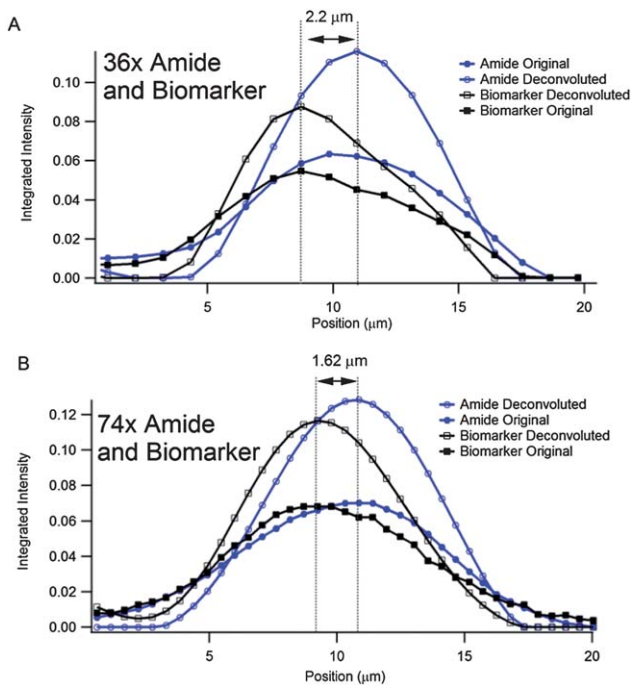 A
2.2 μm
36x Amide
and Biomarker
Amide Original
Amide Deconvoluted
Biomarker Deconvoluted
Biomarker Original
Integrated Intensity
0.10
0.08
0.06
0.04
0.02
0.00
5
10
15
20
Position (μm)
B
1.62 μm
74x Amide
and Biomarker
Amide Deconvoluted
Amide Original
Biomarker Deconvoluted
Biomarker Original
Integrated Intensity
0.12
0.10
0.08
0.06
0.04
0.02
0.00
5
10
15
20
Position (μm)